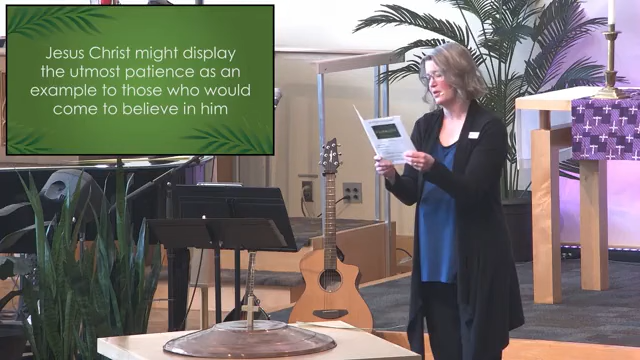 Jesus Christ might display
the utmost patience as an
example to those who would
come to believe in him